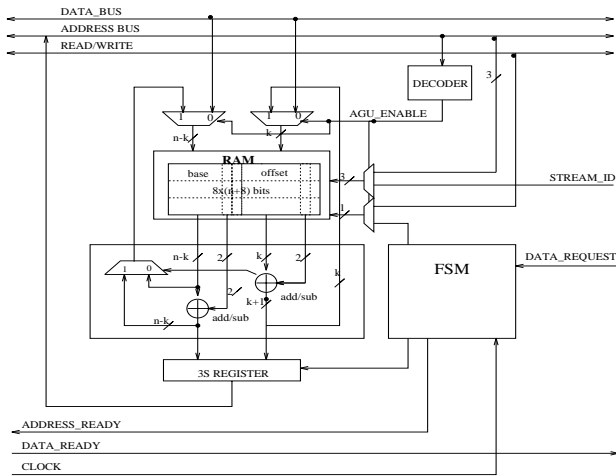 DATA_BUS
ADDRESS BUS
READ/WRITE
DECODER
3
1 0
1 0
AGU_ENABLE
n-k
k
RAM
base offset
8x(n+8) bits
3
STREAM_ID
1
n-k 2 k 2
k
1 0
2
add/sub
add/sub
k+1
n-k
FSM
DATA_REQUEST
3S REGISTER
ADDRESS_READY
DATA_READY
CLOCK